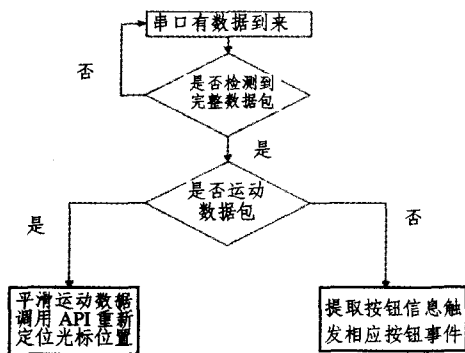 串口有数据到来
否
是否检测到
完整数据包
是
是否运动
数据包
是
否
平滑运动数据
调用 API 重新
定位光标位置
提取按钮信息触
发相应按钮事件